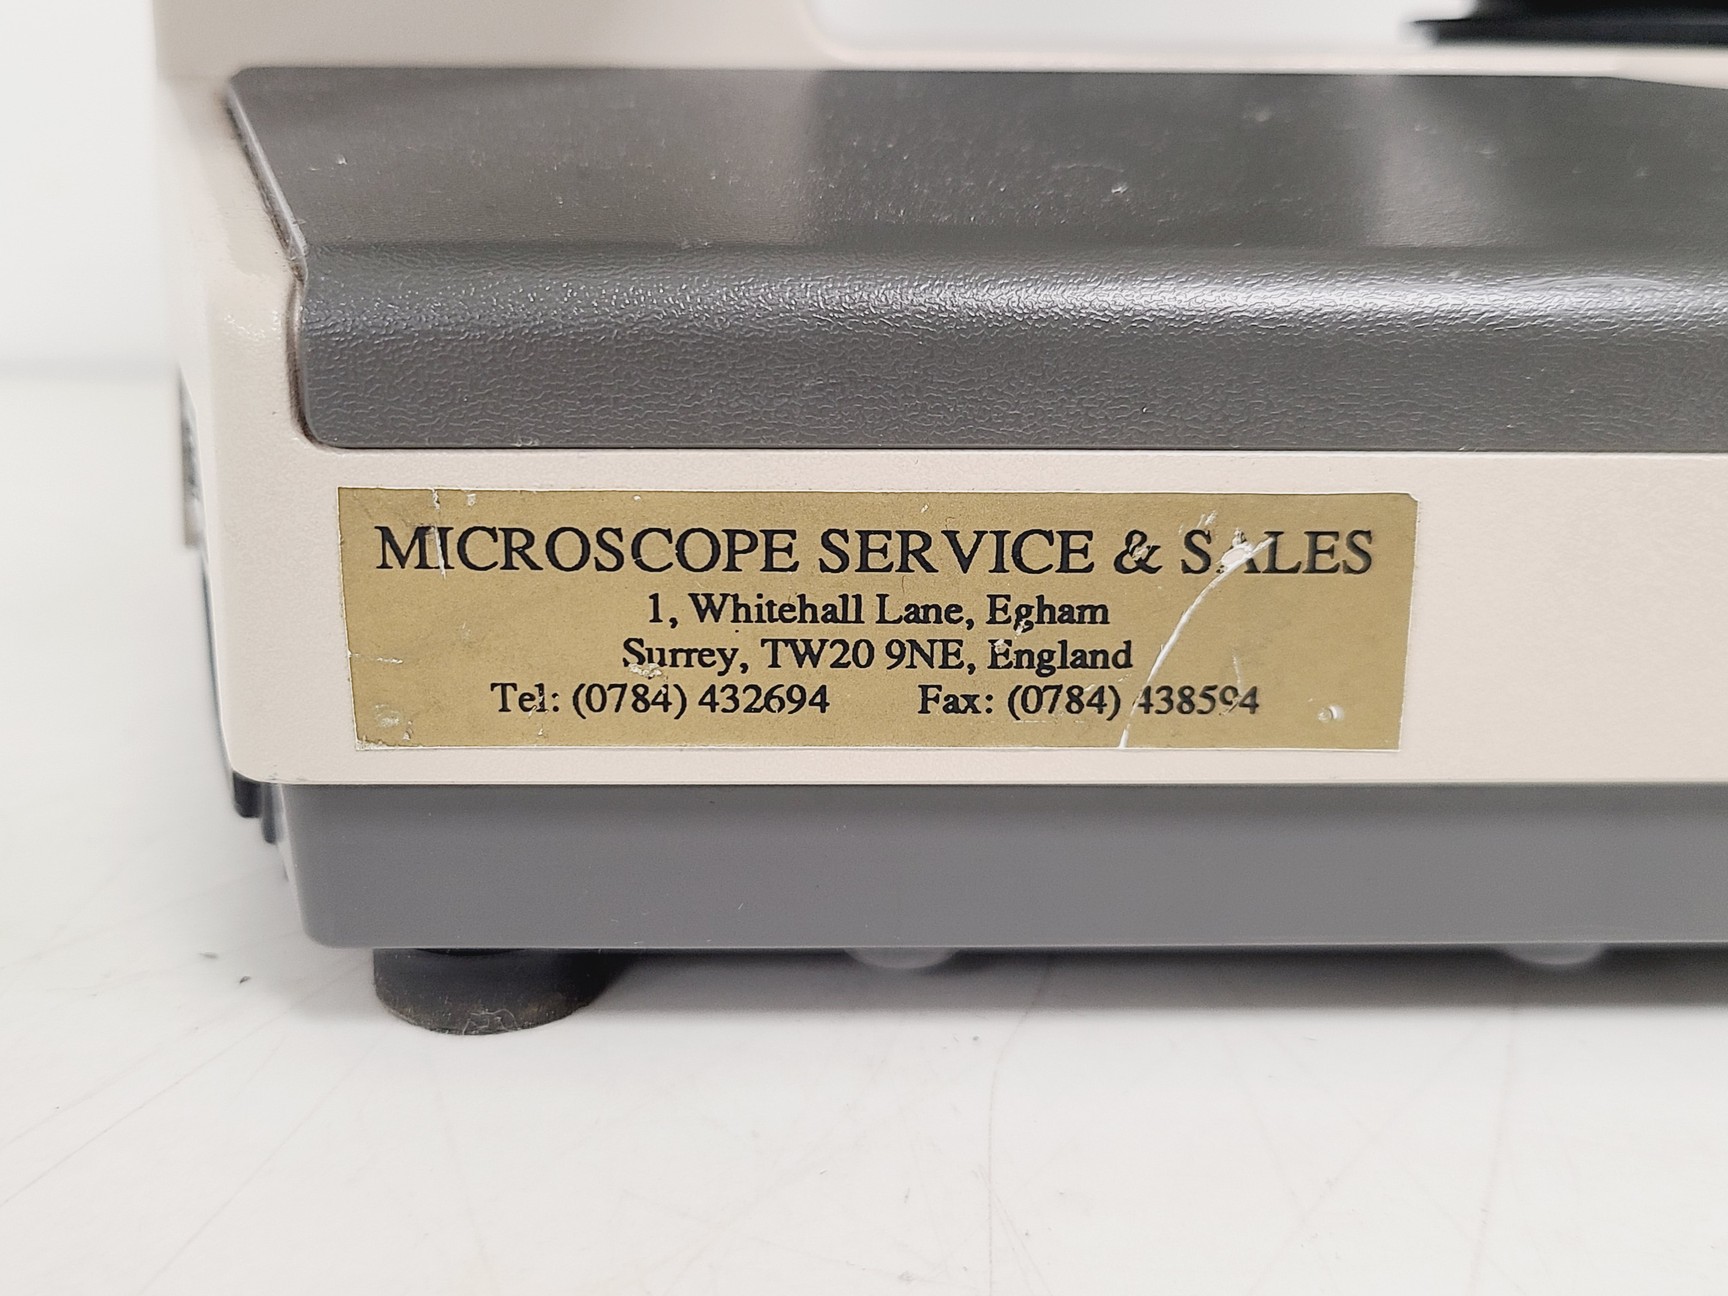 MICROSCOPE SERVICE & SALES
1, Whitehall Lane, Egham
Surrey, TW20 9NE, England
Tel: (0784) 432694 Fax: (0784) 438594